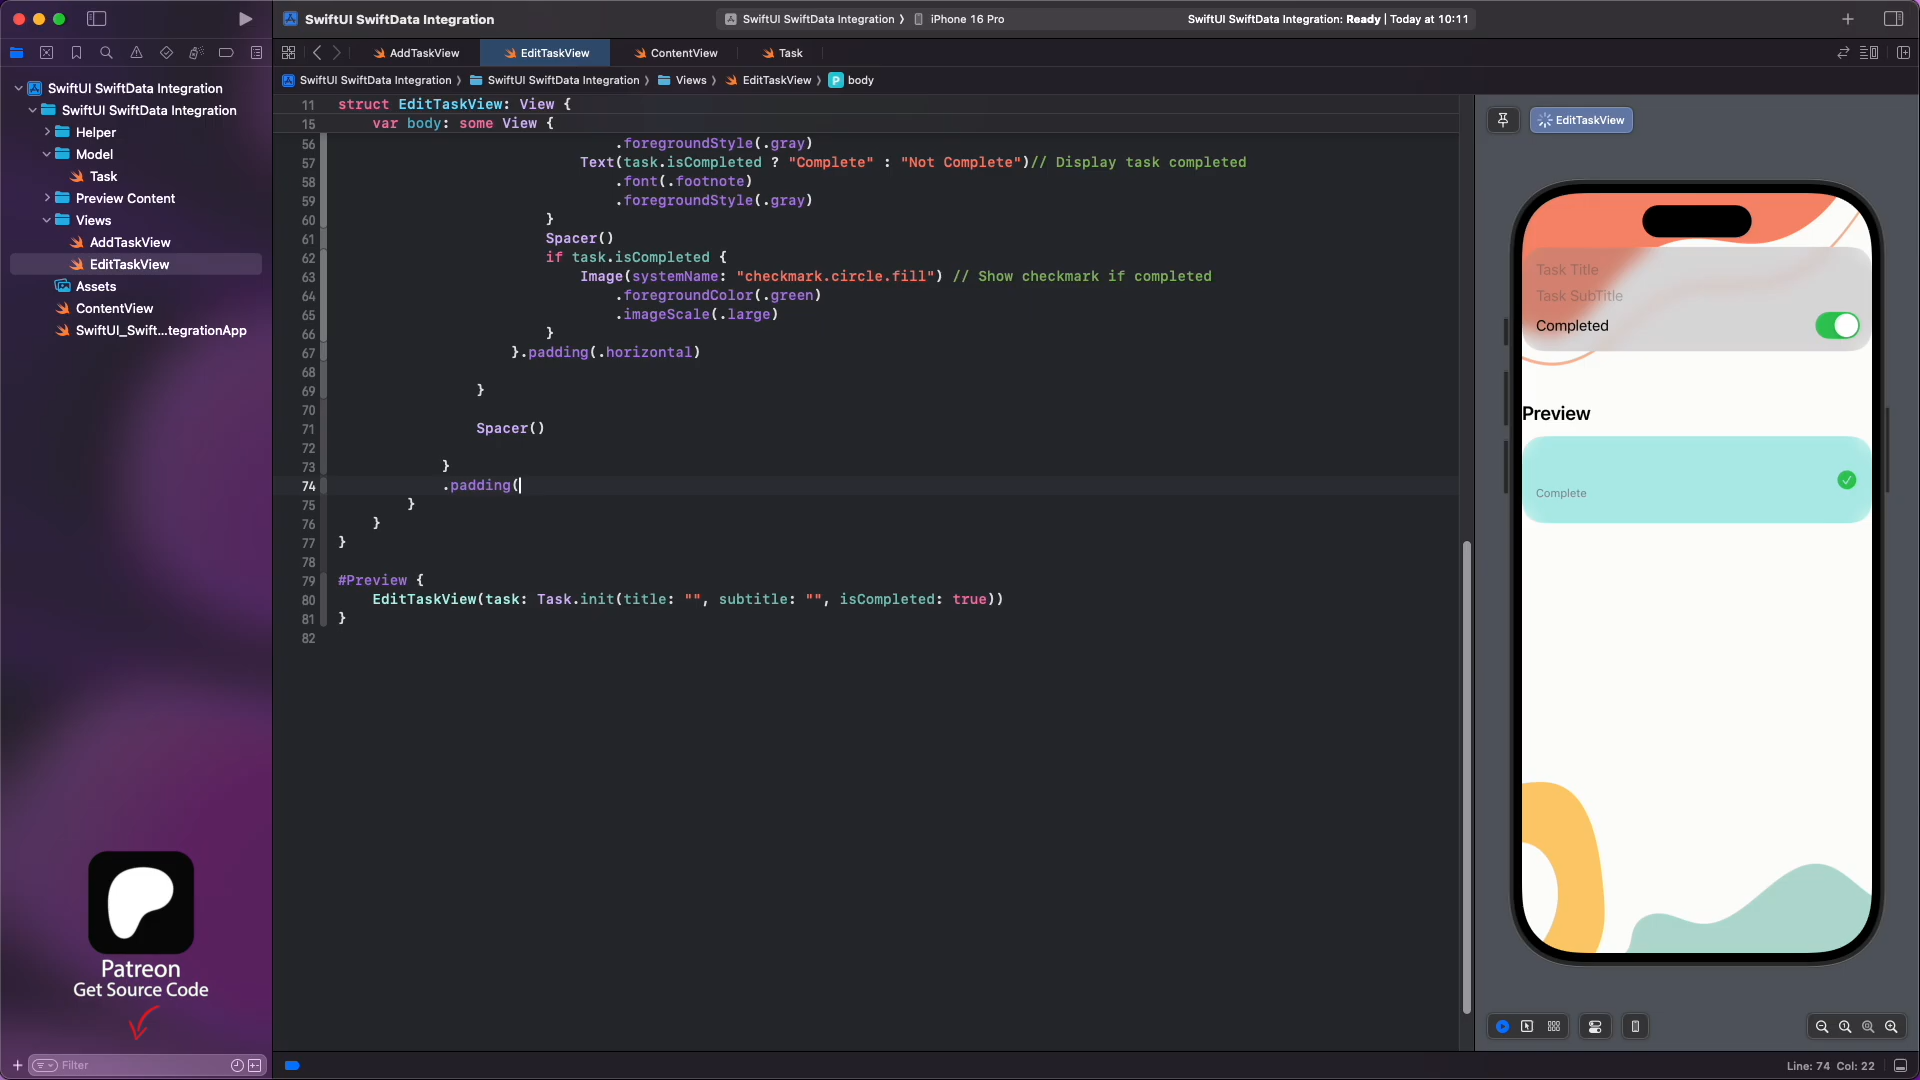 SwiftUI SwiftData Integration
SwiftUI SwiftData Integration
iPhone 16 Pro
SwiftUI SwiftData Integration: Ready | Today at 10:11
AddTaskView
EditTaskView
ContentView
Task
SwiftUI SwiftData Integration
SwiftUI SwiftData Integration
Views
EditTaskView
P body
SwiftUI SwiftData Integration
SwiftUI SwiftData Integration
Helper
Model
Task
Preview Content
Views
AddTaskView
EditTaskView
Assets
ContentView
SwiftUI_Swift...tegrationApp
Patreon
Get Source Code
Filter
11 struct EditTaskView: View {
15 var body: some View {
56 .foregroundStyle(.gray)
57 Text(task.isCompleted ? "Complete" : "Not Complete")// Display task completed
58 .font(.footnote)
59 .foregroundStyle(.gray)
60 }
61 Spacer()
62 if task.isCompleted {
63 Image(systemName: "checkmark.circle.fill") // Show checkmark if completed
64 .foregroundColor(.green)
65 .imageScale(.large)
66 }
67 }.padding(.horizontal)
68
69 }
70
71 Spacer()
72
73 }
74 .padding(
75 }
76 }
77 }
78
79 #Preview {
80 EditTaskView(task: Task.init(title: "", subtitle: "", isCompleted: true))
81 }
82
EditTaskView
Task Title
Task SubTitle
Completed
Preview
Complete
Line: 74 Col: 22